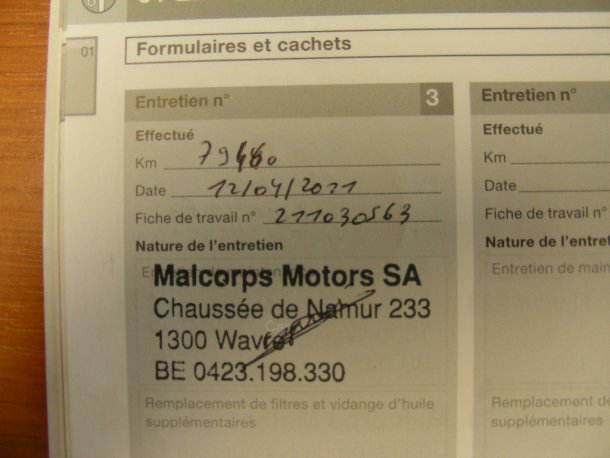 01
Formulaires et cachets
Entretien n° 3
Effectué
Km
Date 12/04/2011
Fiche de travail n° 211030563
Nature de l'entretien
Malcorps Motors SA
Chaussée de Namur 233
1300 Wavre
BE 0423.198.330
Remplacement de filtres et vidange d'huile
supplémentaires
Entretien n°
Effectué
Km
Date
Fiche de travail n°
Nature de
Entretien de
Remplacement
supplémentaires